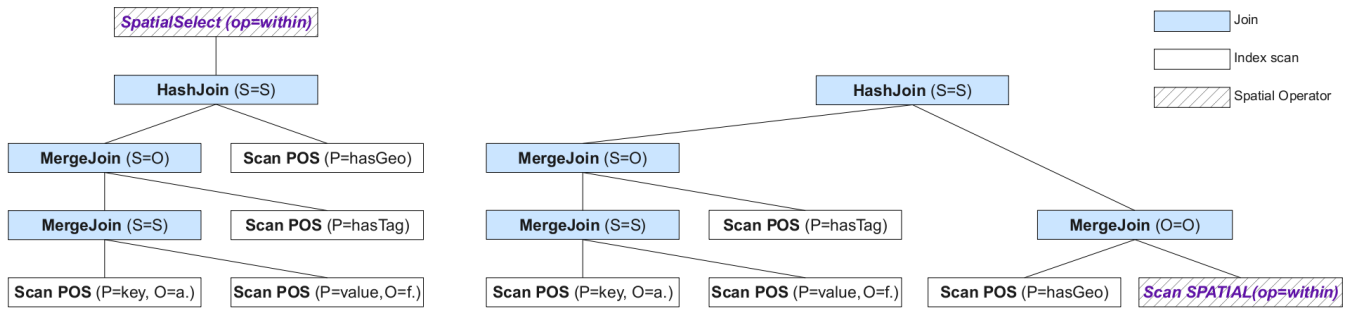 SpatialSelect (op=within)
HashJoin (S=S)
MergeJoin (S=O)
Scan POS (P=hasGeo)
MergeJoin (S=S)
Scan POS (P=hasTag)
Scan POS (P=key, O=a.)
Scan POS (P=value,O=f.)
HashJoin (S=S)
MergeJoin (S=O)
MergeJoin (S=S)
Scan POS (P=hasTag)
MergeJoin (O=O)
Scan POS (P=key, O=a.)
Scan POS (P=value,O=f.)
Scan POS (P=hasGeo)
Scan SPATIAL(op=within)
Join
Index scan
Spatial Operator